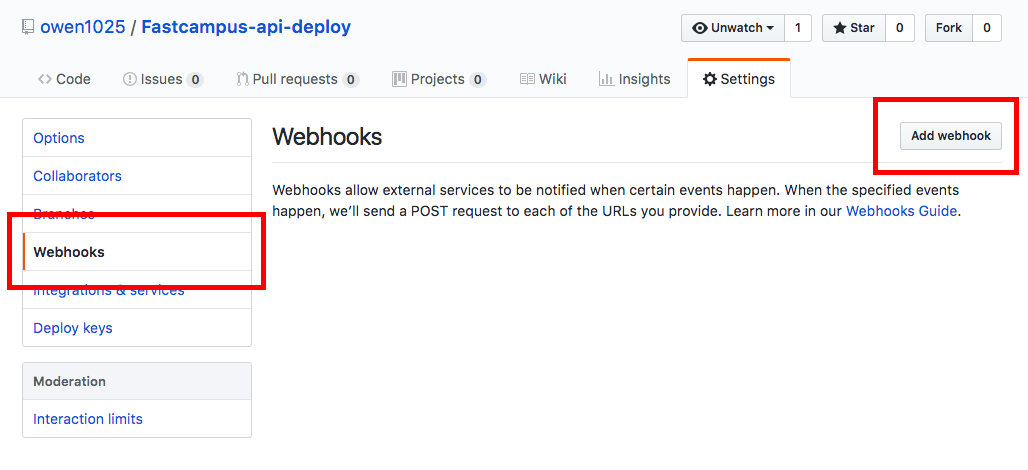 owen1025 / Fastcampus-api-deploy
Unwatch 1 Star 0 Fork 0
Code Issues 0 Pull requests 0 Projects 0 Wiki Insights Settings
Options
Collaborators
Branches
Webhooks
Integrations & services
Deploy keys
Moderation
Interaction limits
Webhooks
Add webhook
Webhooks allow external services to be notified when certain events happen. When the specified events
happen, we’ll send a POST request to each of the URLs you provide. Learn more in our Webhooks Guide.